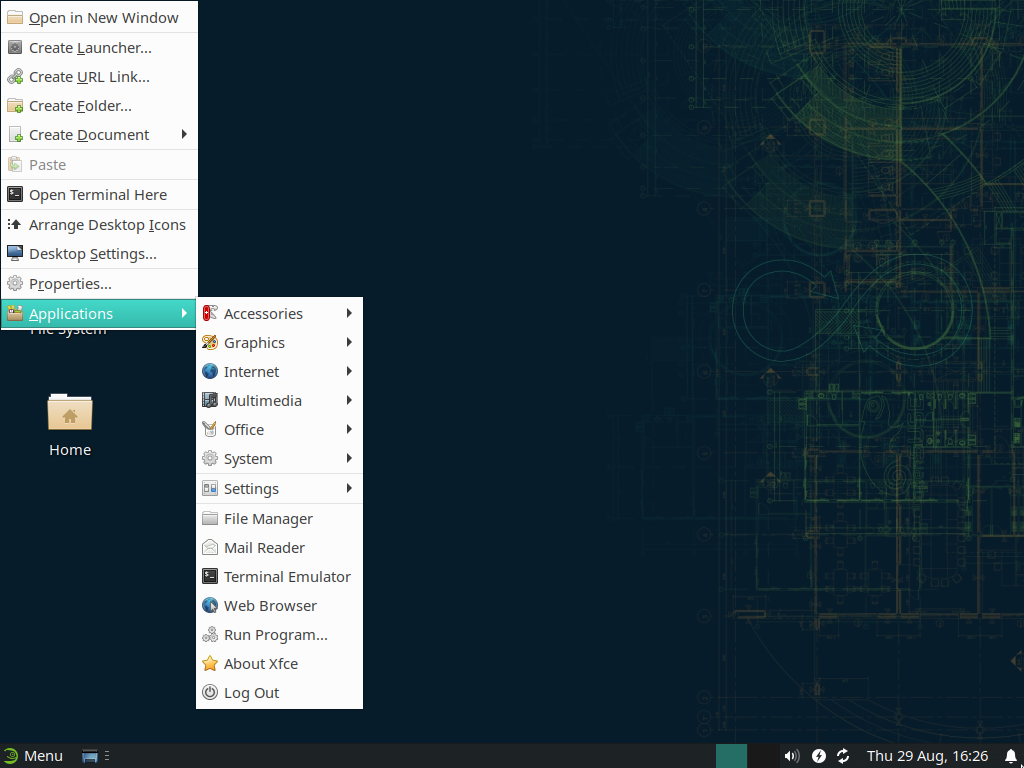 Open in New Window
Create Launcher...
Create URL Link...
Create Folder...
Create Document
Paste
Open Terminal Here
Arrange Desktop Icons
Desktop Settings...
Properties...
Applications
File System
Home
Accessories
Graphics
Internet
Multimedia
Office
System
Settings
File Manager
Mail Reader
Terminal Emulator
Web Browser
Run Program...
About Xfce
Log Out
Menu
Thu 29 Aug, 16:26